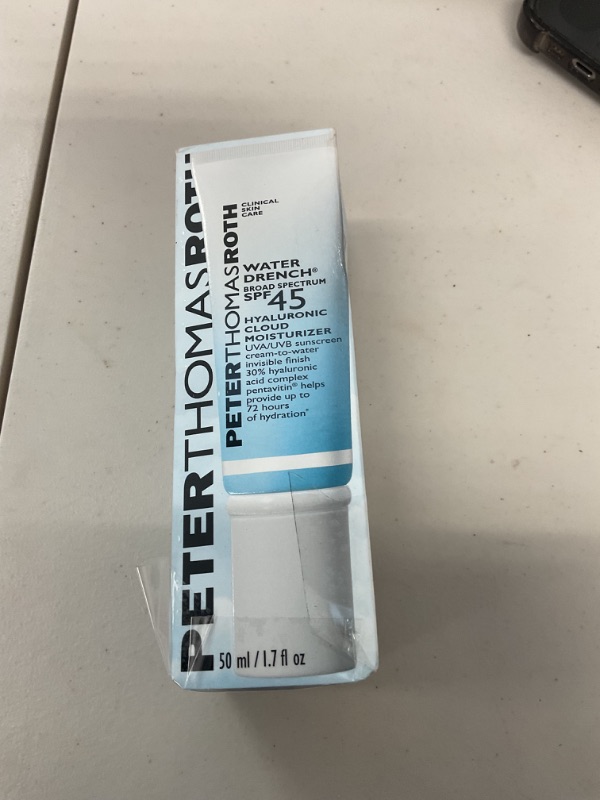 PETERTHOMASROTH
CLINICAL
SKIN
CARE
PETERTHOMASROTH
WATER
DRENCH®
BROAD SPECTRUM
SPF 45
HYALURONIC
CLOUD
MOISTURIZER
UVA/UVB sunscreen
cream-to-water
invisible finish
30% hyaluronic
acid complex
pentavitin® helps
provide up to
72 hours
of hydration*
50 ml / 1.7 fl oz